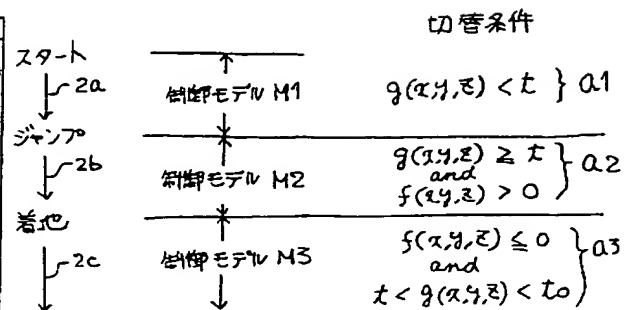 切替条件
スタート
2a
制御モデル M1
g(x,y,z) < t } a1
ジャンプ
2b
制御モデル M2
g(x,y,z) ≧ t
and
f(x,y,z) > 0
} a2
着地
2c
制御モデル M3
f(x,y,z) ≦ 0
and
t < g(x,y,z) < to
} a3